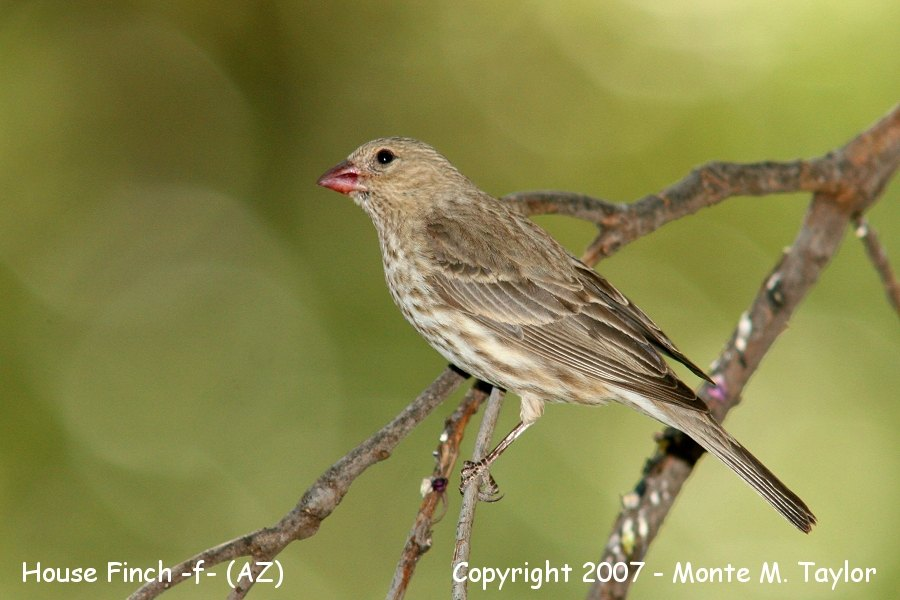 House Finch -f- (AZ)
Copyright 2007 - Monte M. Taylor